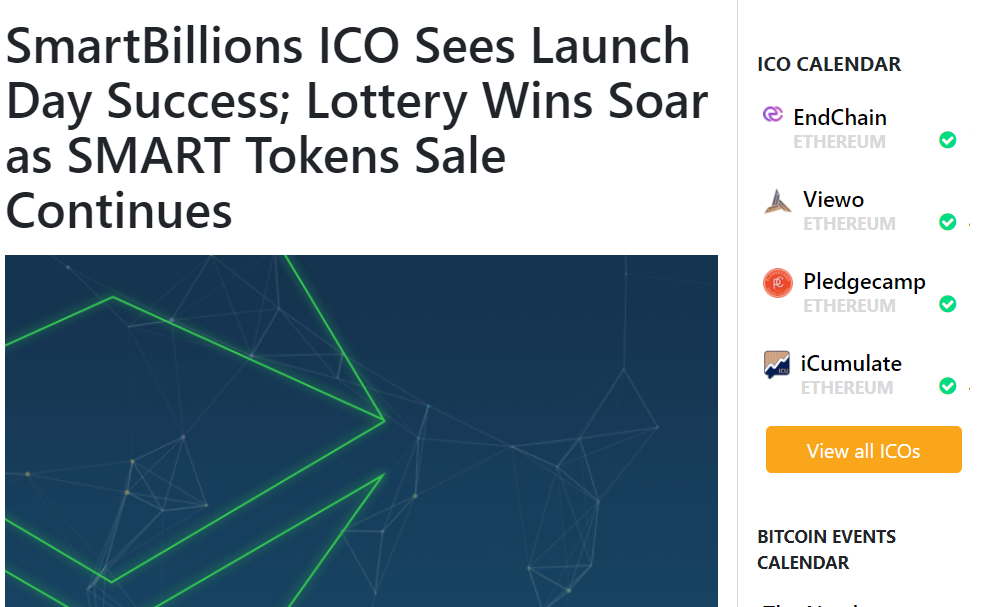 SmartBillions ICO Sees Launch
Day Success; Lottery Wins Soar
as SMART Tokens Sale
Continues
ICO CALENDAR
EndChain
ETHEREUM
Viewo
ETHEREUM
Pledgecamp
ETHEREUM
iCumulate
ETHEREUM
View all ICOs
BITCOIN EVENTS
CALENDAR